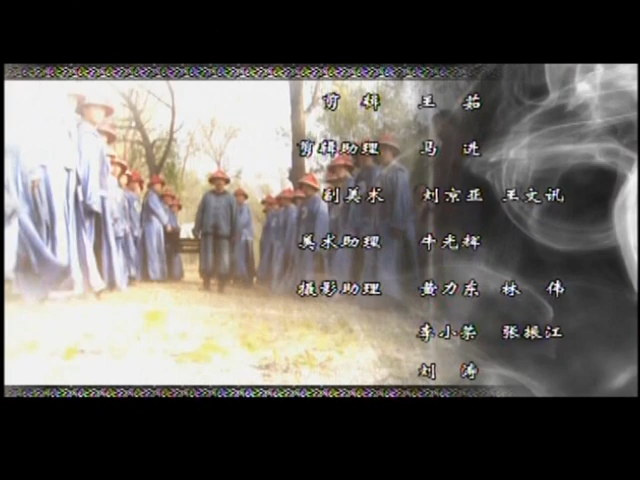 剪 辑 王 茹
剪辑助理 马 进
副美术 刘京亚 王文讯
美术助理 牛光辉
摄影助理 黄力东 林 伟
李小荣 张振江
刘 涛